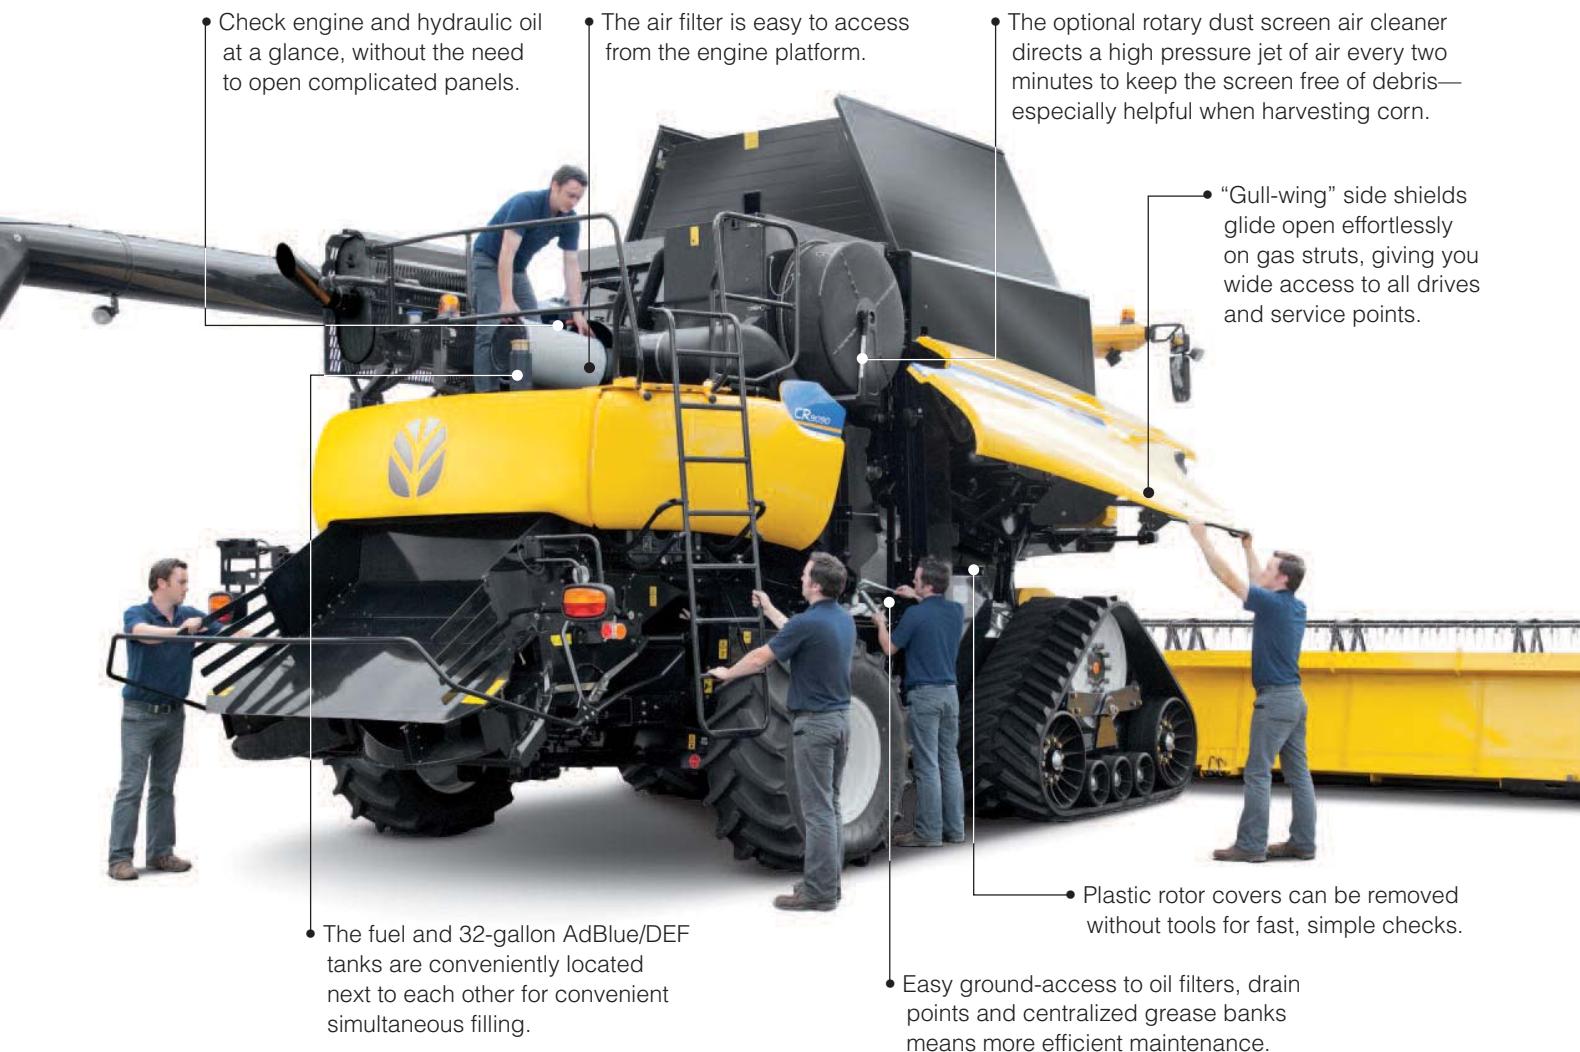 Check engine and hydraulic oil
at a glance, without the need
to open complicated panels.
The air filter is easy to access
from the engine platform.
The optional rotary dust screen air cleaner
directs a high pressure jet of air every two
minutes to keep the screen free of debris—
especially helpful when harvesting corn.
“Gull-wing” side shields
glide open effortlessly
on gas struts, giving you
wide access to all drives
and service points.
CR9090
Plastic rotor covers can be removed
without tools for fast, simple checks.
The fuel and 32-gallon AdBlue/DEF
tanks are conveniently located
next to each other for convenient
simultaneous filling.
Easy ground-access to oil filters, drain
points and centralized grease banks
means more efficient maintenance.